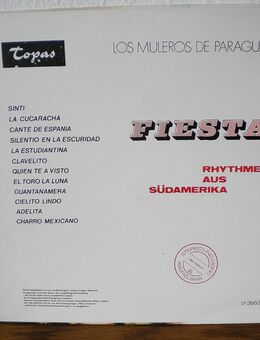 Topas
LOS MULEROS DE PARAGU
SINTI
LA CUCARACHA
CANTE DE ESPANIA
SILENTIO EN LA ESCURIDAD
LA ESTUDIANTINA
CLAVELITO
QUIEN TE A VISTO
EL TORO LA LUNA
GUANTANAMERA
CIELITO LINDO
ADELITA
CHARRO MEXICANO
FIESTA
RHYTHME
AUS
SÜDAMERIKA